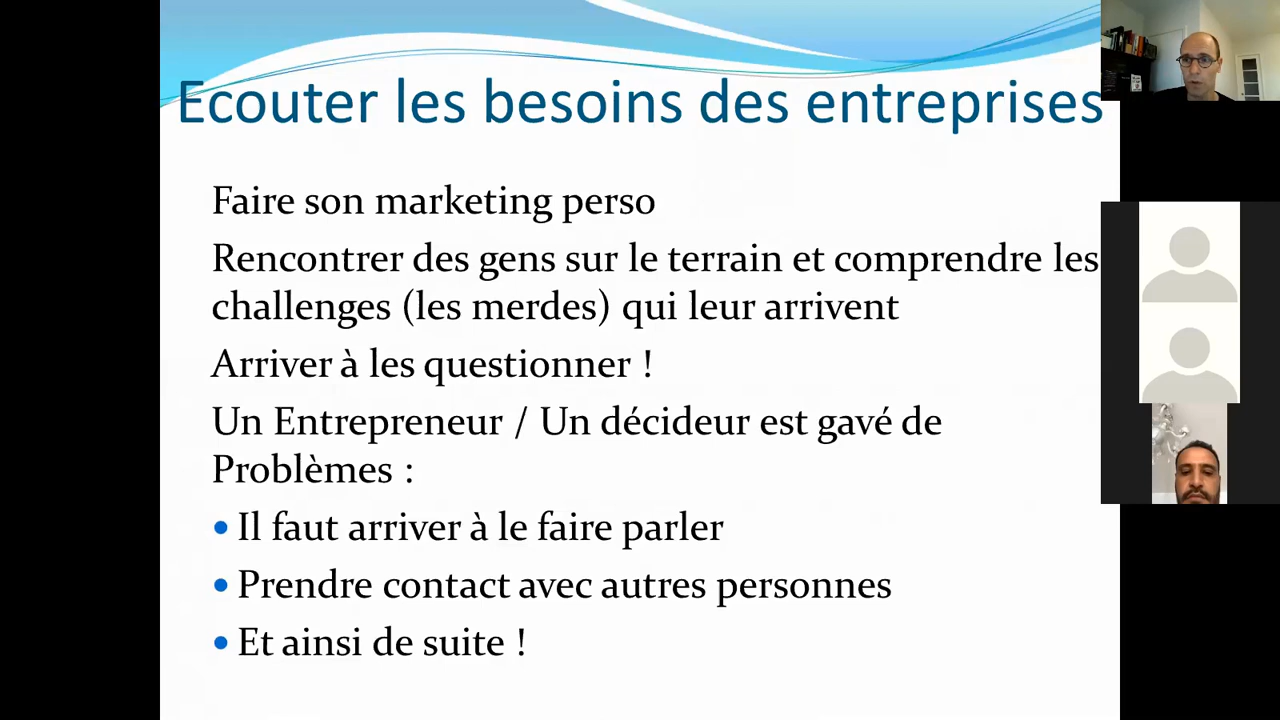 Ecouter les besoins des entreprises
Faire son marketing perso
Rencontrer des gens sur le terrain et comprendre les
challenges (les merdes) qui leur arrivent
Arriver à les questionner !
Un Entrepreneur / Un décideur est gavé de
Problèmes :
• Il faut arriver à le faire parler
• Prendre contact avec autres personnes
• Et ainsi de suite !